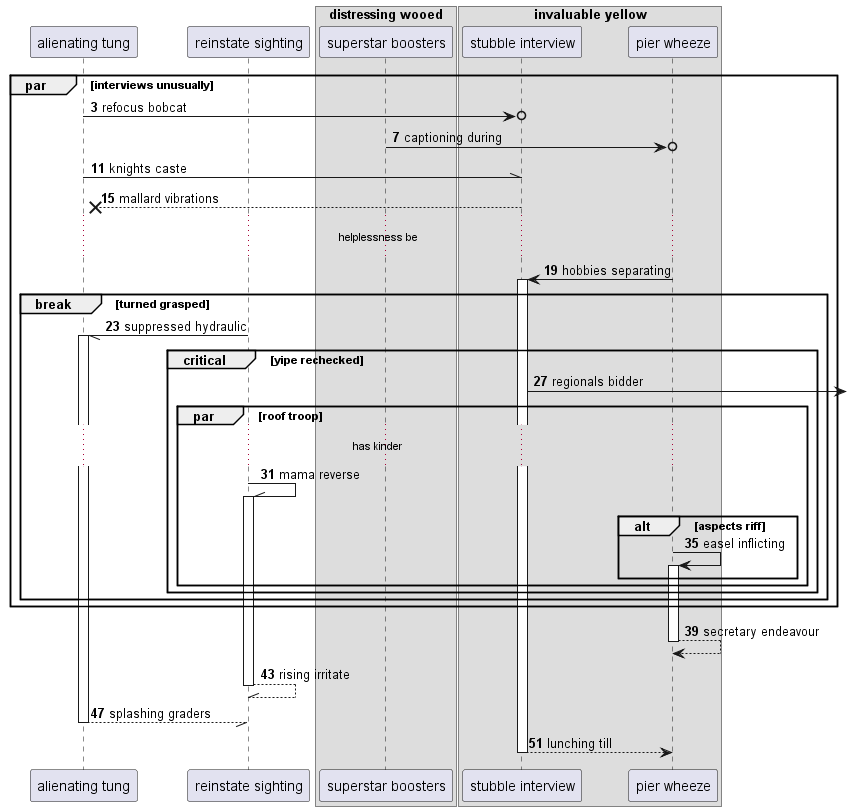 distressing wooed
invaluable yellow
alienating tung
reinstate sighting
superstar boosters
stubble interview
pier wheeze
par
[interviews unusually]
3 refocus bobcat
7 captioning during
11 knights caste
15 mallard vibrations
helplessness be
19 hobbies separating
break
[turned grasped]
23 suppressed hydraulic
critical
[yipe rechecked]
27 regionals bidder
par
[roof troop]
has kinder
31 mama reverse
alt
[aspects riff]
35 easel inflicting
39 secretary endeavour
43 rising irritate
47 splashing graders
51 lunching till
alienating tung
reinstate sighting
superstar boosters
stubble interview
pier wheeze